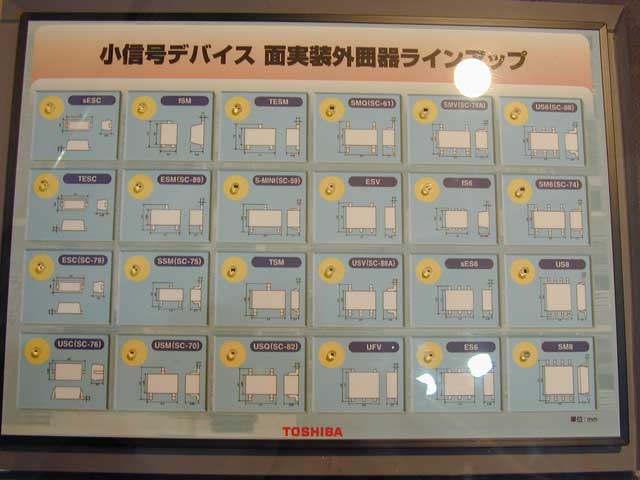 小信号デバイス 面実装外囲器ラインアップ
sESC fSM TESM SMQ(SC-61) SMV(SC-74A) US6(SC-88)
TESC ESM(SC-89) S-MINI(SC-59) ESV fS6 SM6(SC-74)
ESC(SC-79) SSM(SC-75) TSM USV(SC-88A) sES6 US8
USC(SC-76) USM(SC-70) USQ(SC-82) UFV ES6 SM8
単位:mm
TOSHIBA